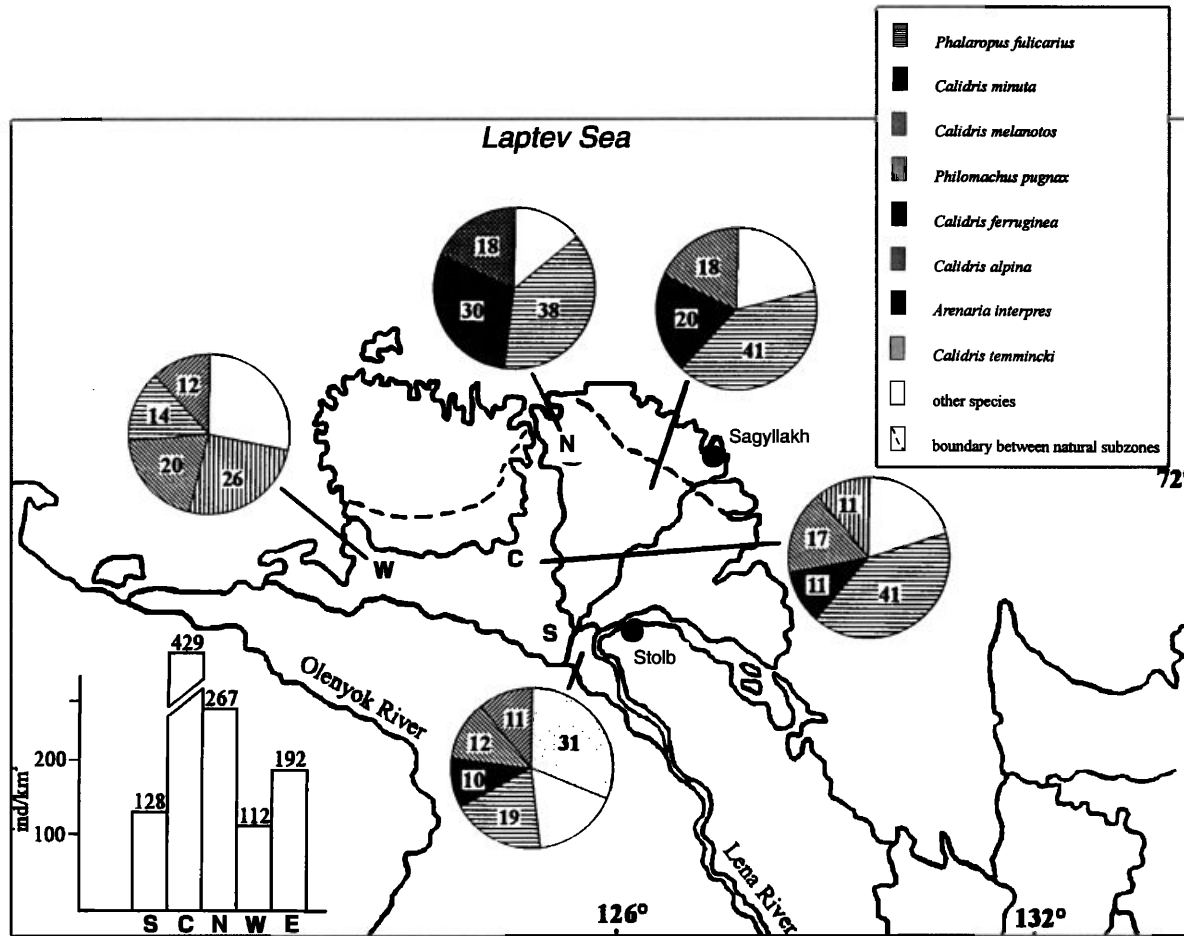 Phalaropus fulicarius
Calidris minuta
Calidris melanotos
Philomachus pugnax
Calidris ferruginea
Calidris alpina
Arenaria interpres
Calidris temmincki
other species
boundary between natural subzones
Laptev Sea
18
30
38
18
20
41
12
14
20
26
N
Sagyllakh
72°
11
17
11
41
W
C
S
Stolb
Olenyok River
11
31
12
10
19
Lena River
ind/km²
429
267
200
192
128
112
100
S C N W E
126°
132°